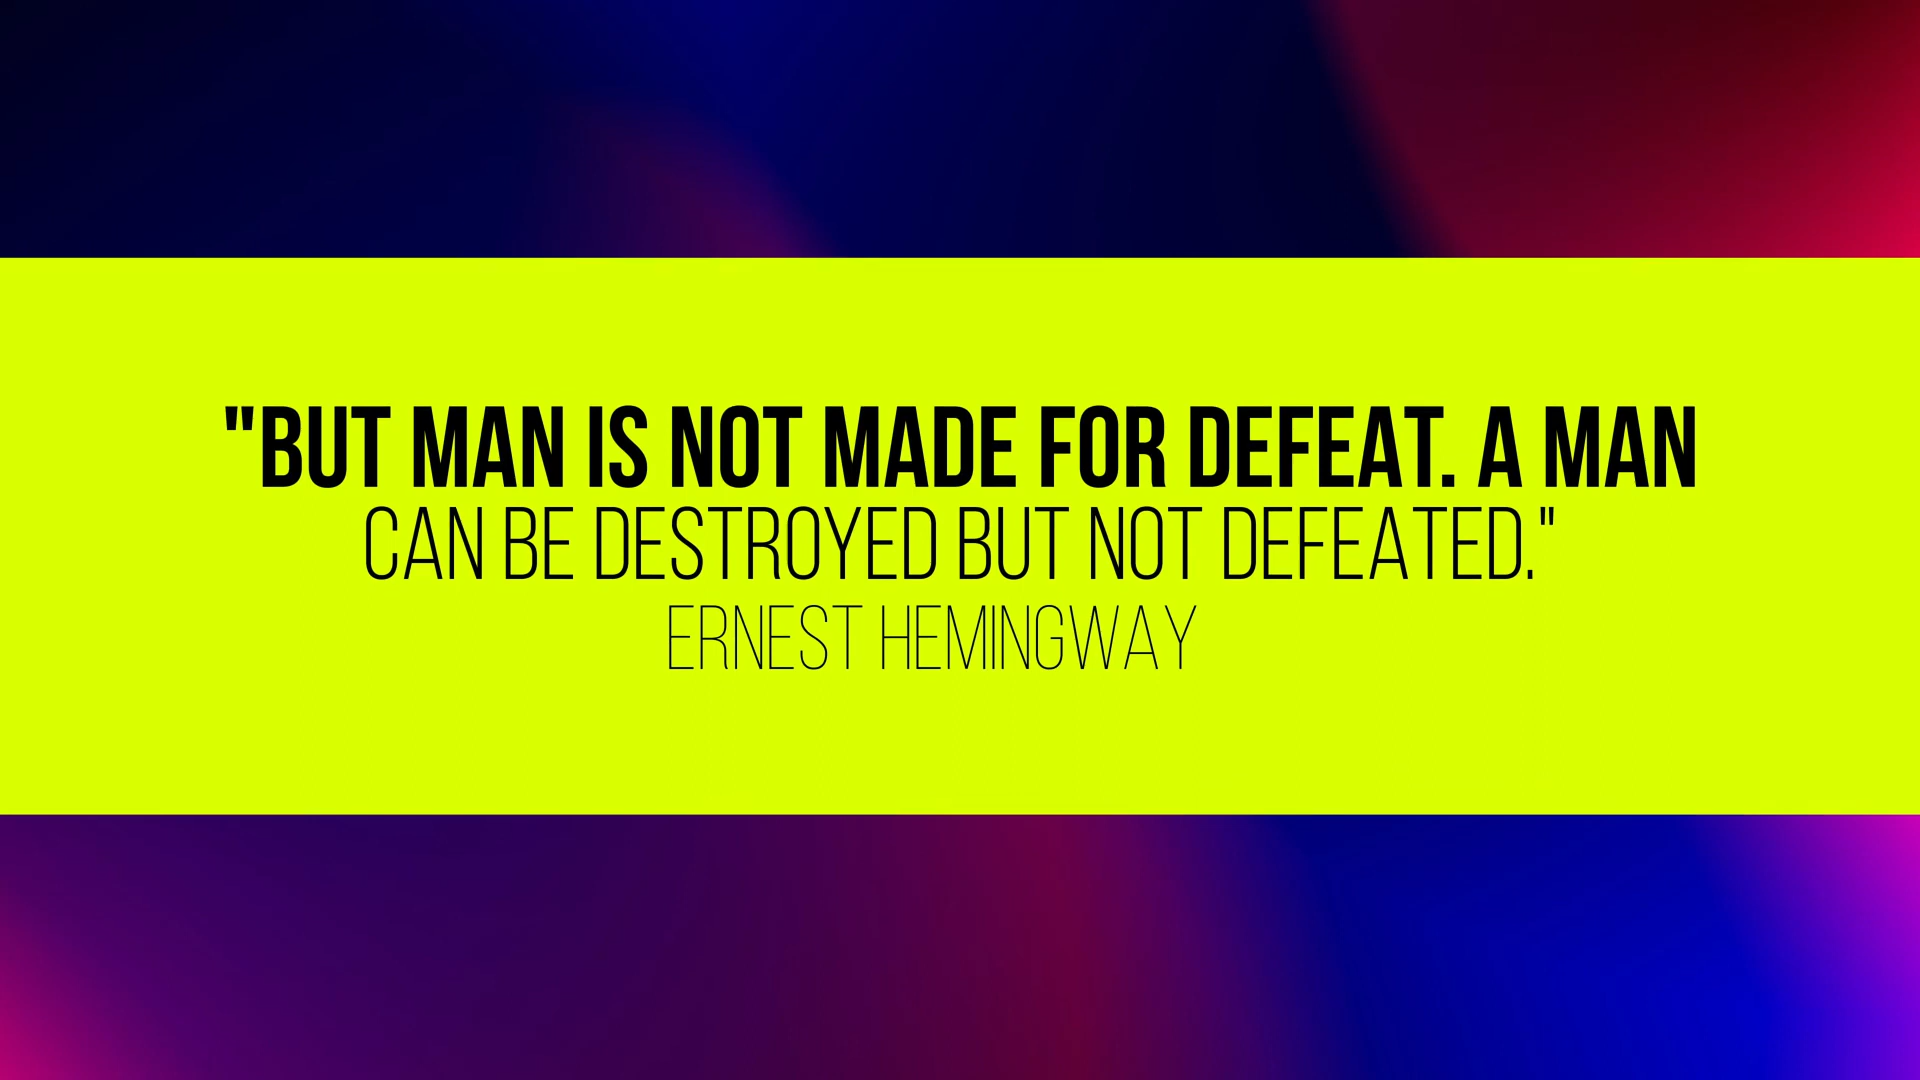 "BUT MAN IS NOT MADE FOR DEFEAT. A MAN
CAN BE DESTROYED BUT NOT DEFEATED."
ERNEST HEMINGWAY